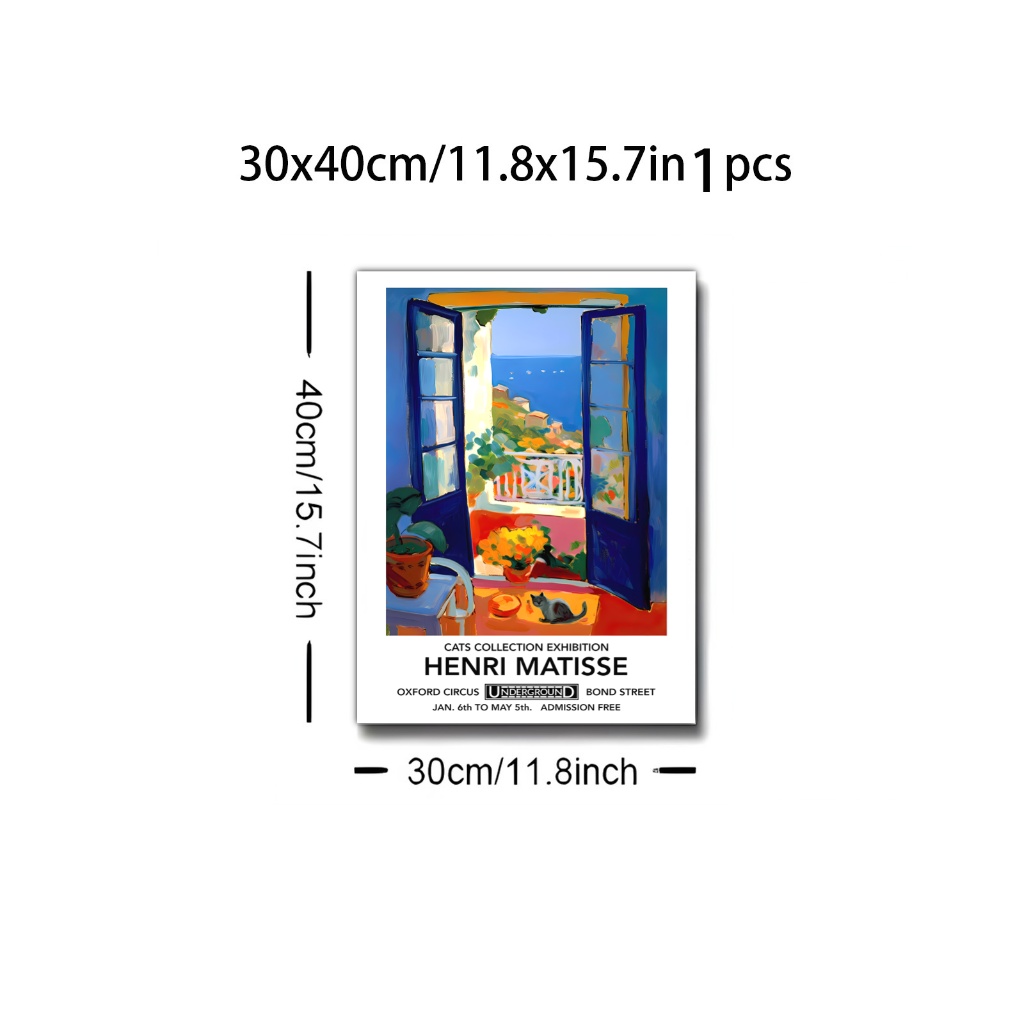 30x40cm/11.8x15.7in 1 pcs
40cm/15.7inch
CATS COLLECTION EXHIBITION
HENRI MATISSE
OXFORD CIRCUS UNDERGROUND BOND STREET
JAN. 6th TO MAY 5th. ADMISSION FREE
30cm/11.8inch